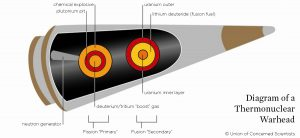 chemical explosive
plutonium pit
uranium outer
lithium deuteride (fusion fuel)
neutron generator
deuterium/tritium "boost" gas
uranium inner layer
Fission "Primary"
Fusion "Secondary"
Diagram of a
Thermonuclear
Warhead
© Union of Concerned Scientists